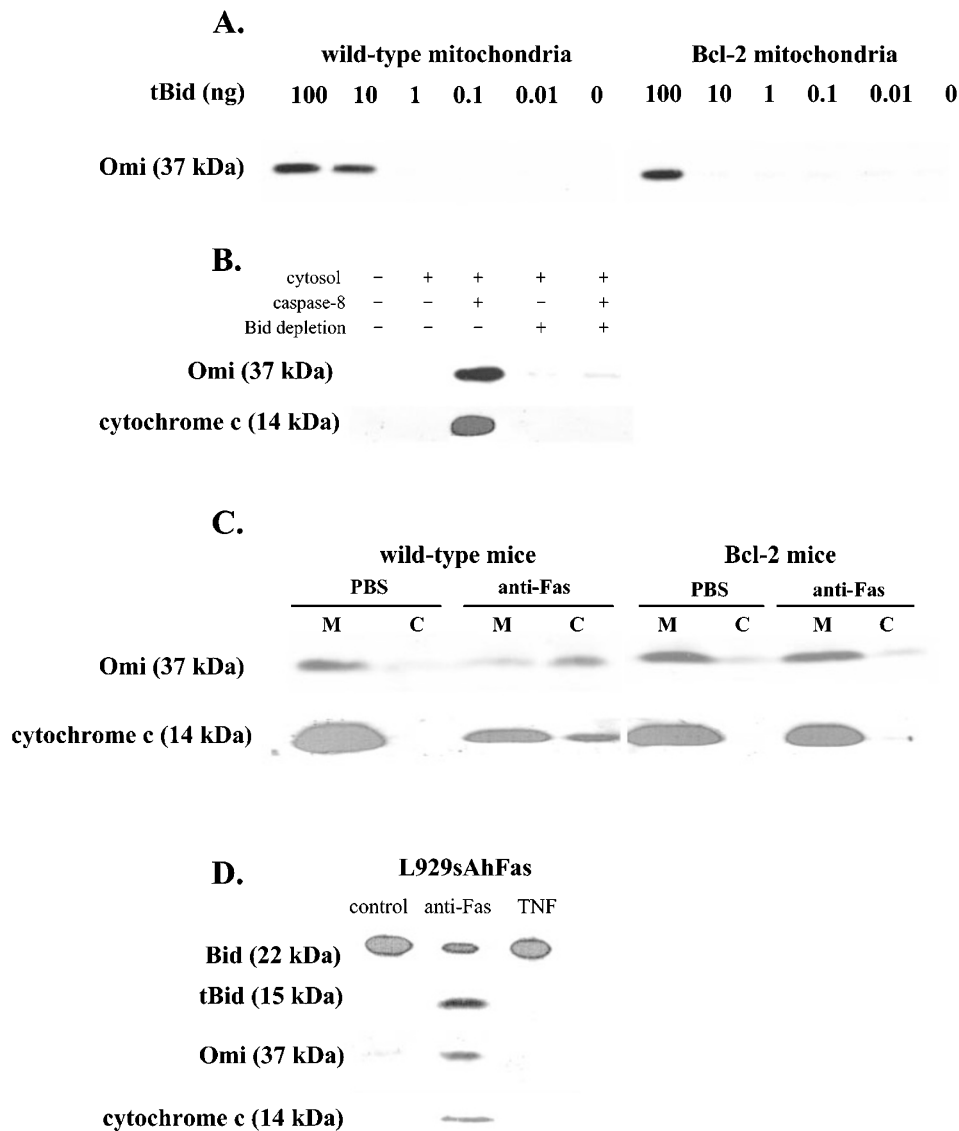 A.
wild-type mitochondria Bcl-2 mitochondria
tBid (ng) 100 10 1 0.1 0.01 0 100 10 1 0.1 0.01 0
Omi (37 kDa)
B.
cytosol − + + + +
caspase-8 − − + − +
Bid depletion − − − + +
Omi (37 kDa)
cytochrome c (14 kDa)
C.
wild-type mice Bcl-2 mice
PBS anti-Fas PBS anti-Fas
M C M C M C M C
Omi (37 kDa)
cytochrome c (14 kDa)
D.
L929sAhFas
control anti-Fas TNF
Bid (22 kDa)
tBid (15 kDa)
Omi (37 kDa)
cytochrome c (14 kDa)